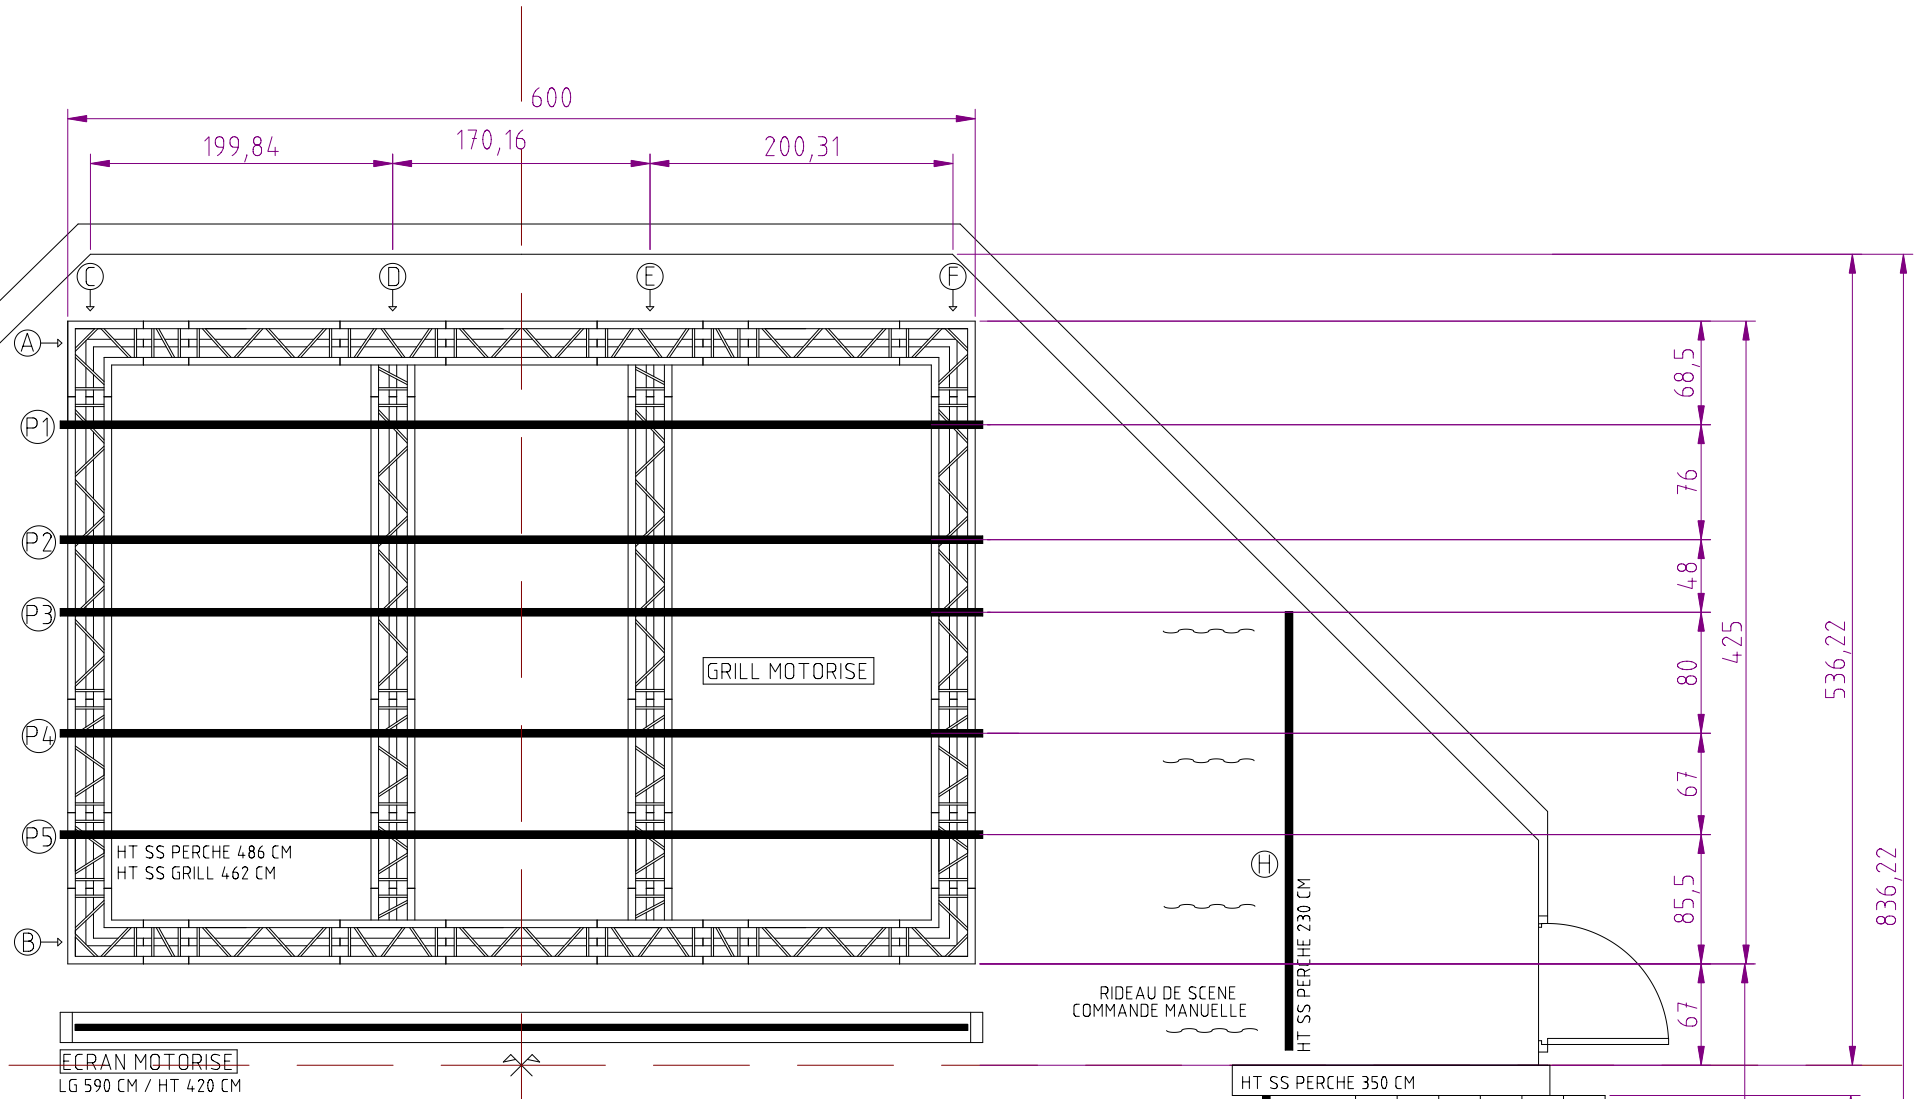 600
199,84
170,16
200,31
C
D
E
F
A
68,5
P1
76
P2
48
P3
80
425
536,22
GRILL MOTORISE
P4
67
P5
HT SS PERCHE 486 CM
HT SS GRILL 462 CM
H
HT SS PERCHE 230 CM
85,5
836,22
B
RIDEAU DE SCENE
COMMANDE MANUELLE
67
ECRAN MOTORISE
LG 590 CM / HT 420 CM
HT SS PERCHE 350 CM